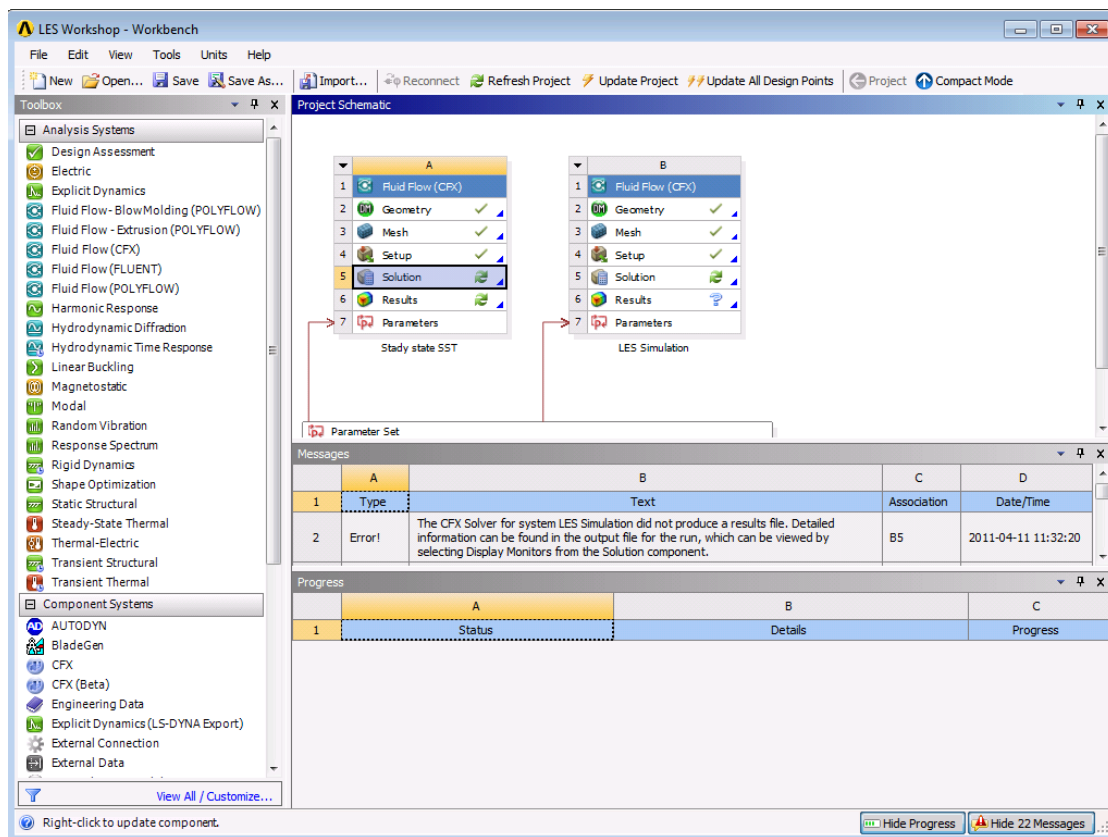 LES Workshop - Workbench
File Edit View Tools Units Help
New Open... Save Save As... Import... Reconnect Refresh Project Update Project Update All Design Points Project Compact Mode
Toolbox
Analysis Systems
Design Assessment
Electric
Explicit Dynamics
Fluid Flow- BlowMolding (POLYFLOW)
Fluid Flow - Extrusion (POLYFLOW)
Fluid Flow (CFX)
Fluid Flow (FLUENT)
Fluid Flow (POLYFLOW)
Harmonic Response
Hydrodynamic Diffraction
Hydrodynamic Time Response
Linear Buckling
Magnetostatic
Modal
Random Vibration
Response Spectrum
Rigid Dynamics
Shape Optimization
Static Structural
Steady-State Thermal
Thermal-Electric
Transient Structural
Transient Thermal
Component Systems
AUTODYN
BladeGen
CFX
CFX (Beta)
Engineering Data
Explicit Dynamics (LS-DYNA Export)
External Connection
External Data
View All / Customize...
Project Schematic
A
1 Fluid Flow (CFX)
2 Geometry
3 Mesh
4 Setup
5 Solution
6 Results
7 Parameters
Stady state SST
B
1 Fluid Flow (CFX)
2 Geometry
3 Mesh
4 Setup
5 Solution
6 Results
7 Parameters
LES Simulation
Parameter Set
Messages
A B C D
1 Type Text Association Date/Time
2 Error! The CFX Solver for system LES Simulation did not produce a results file. Detailed
information can be found in the output file for the run, which can be viewed by
selecting Display Monitors from the Solution component.
B5 2011-04-11 11:32:20
Progress
A B C
1 Status Details Progress
Right-click to update component.
Hide Progress Hide 22 Messages